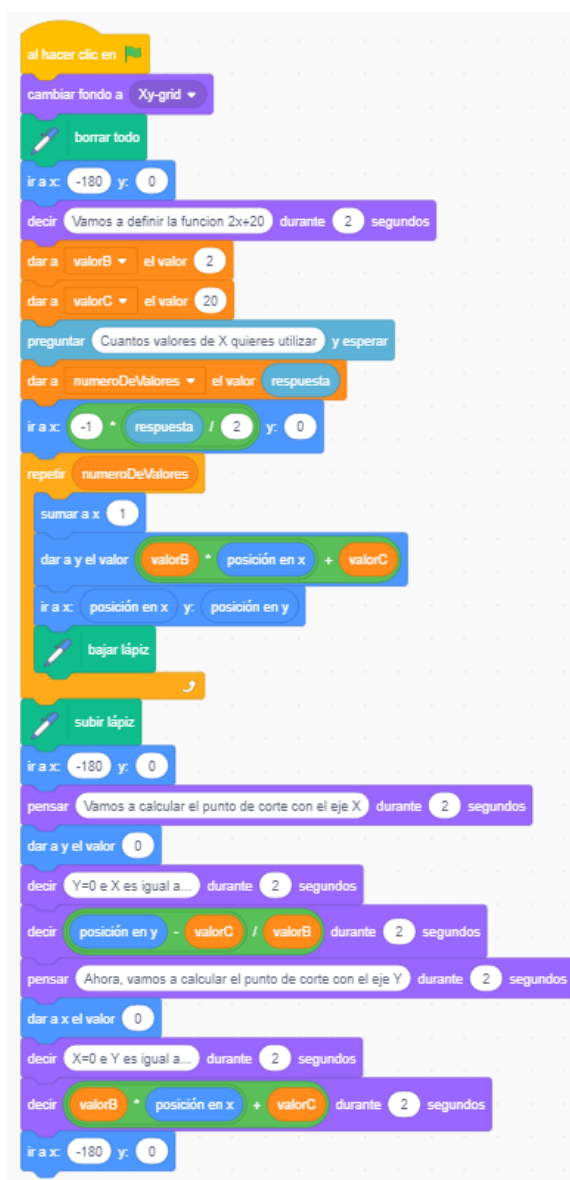 al hacer clic en
cambiar fondo a Xy-grid
borrar todo
ir a x: -180 y: 0
decir Vamos a definir la funcion 2x+20 durante 2 segundos
dar a valorB el valor 2
dar a valorC el valor 20
preguntar Cuantos valores de X quieres utilizar y esperar
dar a numeroDeValores el valor respuesta
ir a x: -1 * respuesta / 2 y: 0
repetir numeroDeValores
sumar a x 1
dar a y el valor valorB * posición en x + valorC
ir a x: posición en x y: posición en y
bajar lápiz
subir lápiz
ir a x: -180 y: 0
pensar Vamos a calcular el punto de corte con el eje X durante 2 segundos
dar a y el valor 0
decir Y=0 e X es igual a... durante 2 segundos
decir posición en y - valorC / valorB durante 2 segundos
pensar Ahora, vamos a calcular el punto de corte con el eje Y durante 2 segundos
dar a x el valor 0
decir X=0 e Y es igual a... durante 2 segundos
decir valorB * posición en x + valorC durante 2 segundos
ir a x: -180 y: 0